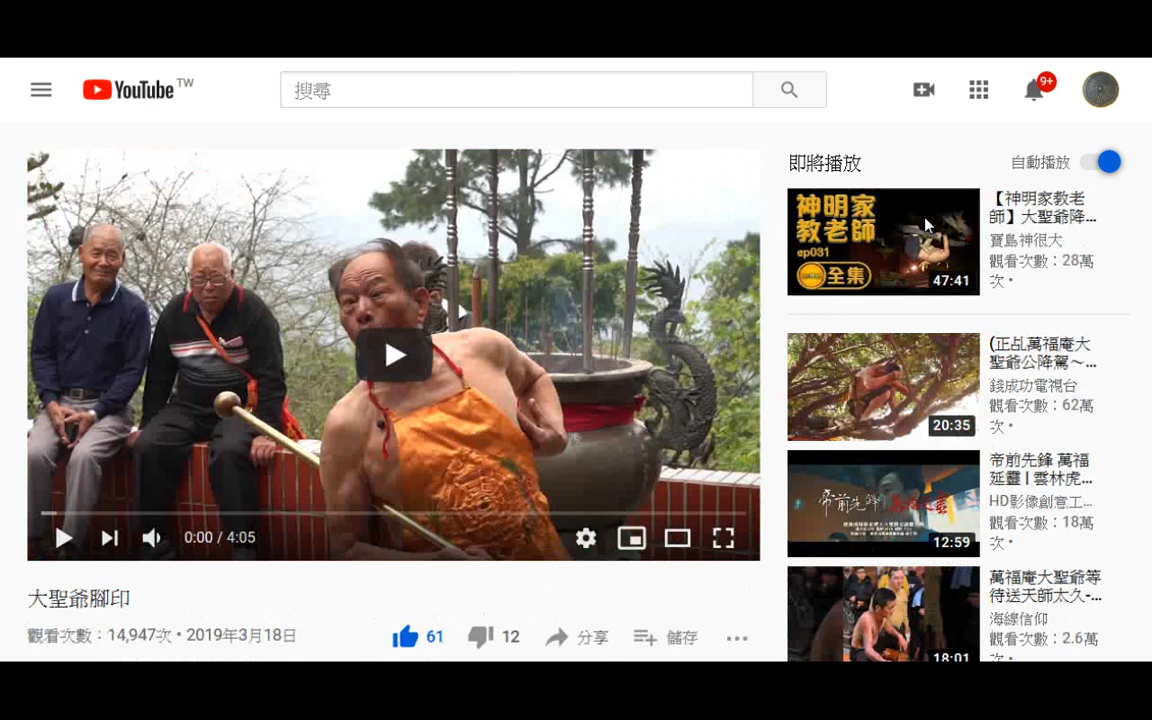 YouTube TW
搜尋
9+
即將播放
自動播放
神明家
教老師
ep031
全集
47:41
【神明家教老
師】大聖爺降...
寶島神很大
觀看次數：28萬
次 •
20:35
(正乩萬福庵大
聖爺公降駕～...
錢成功電視台
觀看次數：62萬
次 •
帝前先鋒
12:59
帝前先鋒 萬福
延靈 | 雲林虎...
HD影像創意工...
觀看次數：18萬
次 •
18:01
萬福庵大聖爺等
待送天師太久-...
海線信仰
觀看次數：2.6萬
次 •
0:00 / 4:05
大聖爺腳印
觀看次數：14,947次 • 2019年3月18日
61
12
分享
儲存